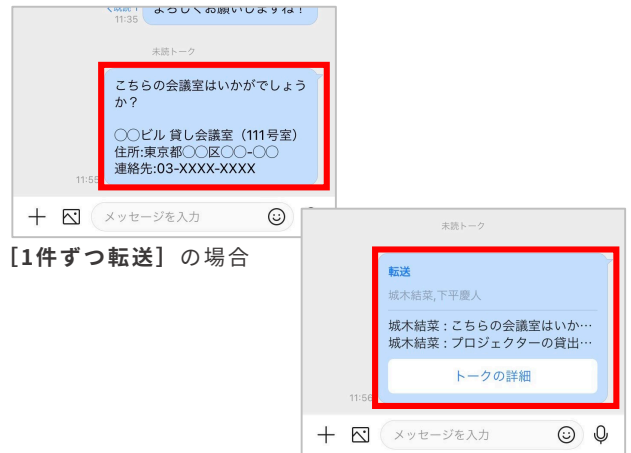 よろしくお願いしますね！
11:35
未読トーク
こちらの会議室はいかがでしょう
か？
○○ビル 貸し会議室（111号室）
住所:東京都○○区○○-○○
連絡先:03-XXXX-XXXX
11:55
メッセージを入力
［1件ずつ転送］の場合
未読トーク
転送
城木結菜,下平慶人
城木結菜 : こちらの会議室はいか…
城木結菜 : プロジェクターの貸出…
トークの詳細
11:56
メッセージを入力